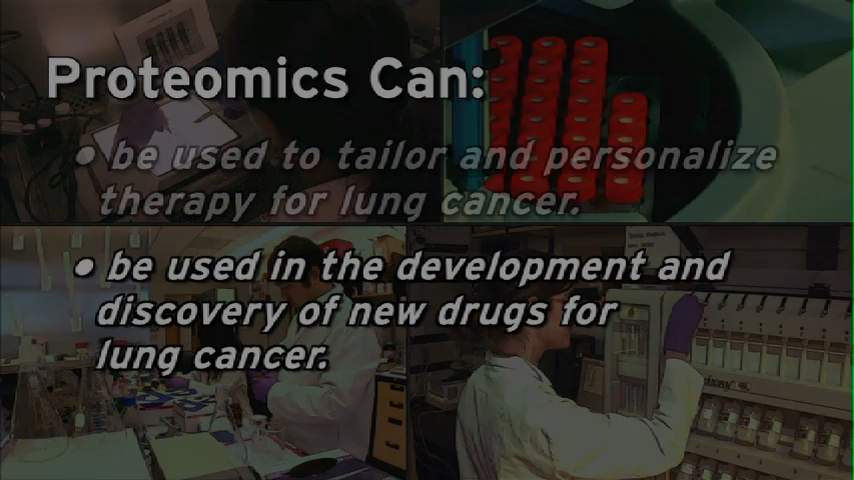 Proteomics Can:
• be used to tailor and personalize
therapy for lung cancer.
• be used in the development and
discovery of new drugs for
lung cancer.